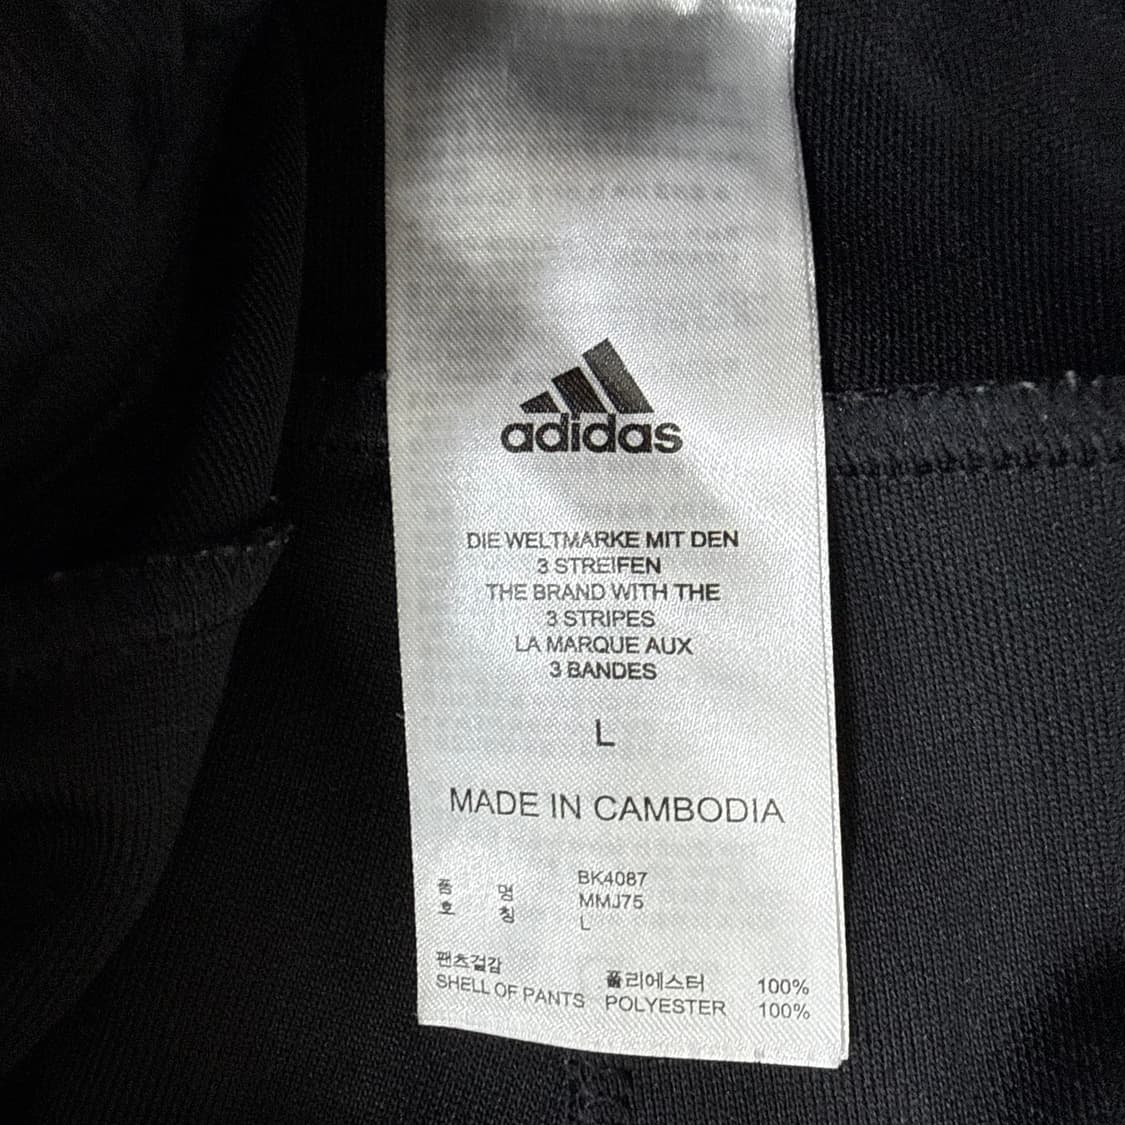 adidas
DIE WELTMARKE MIT DEN
3 STREIFEN
THE BRAND WITH THE
3 STRIPES
LA MARQUE AUX
3 BANDES
L
MADE IN CAMBODIA
품 명 BK4087
호 칭 MMJ75
L
팬츠겉감 폴리에스터 100%
SHELL OF PANTS POLYESTER 100%